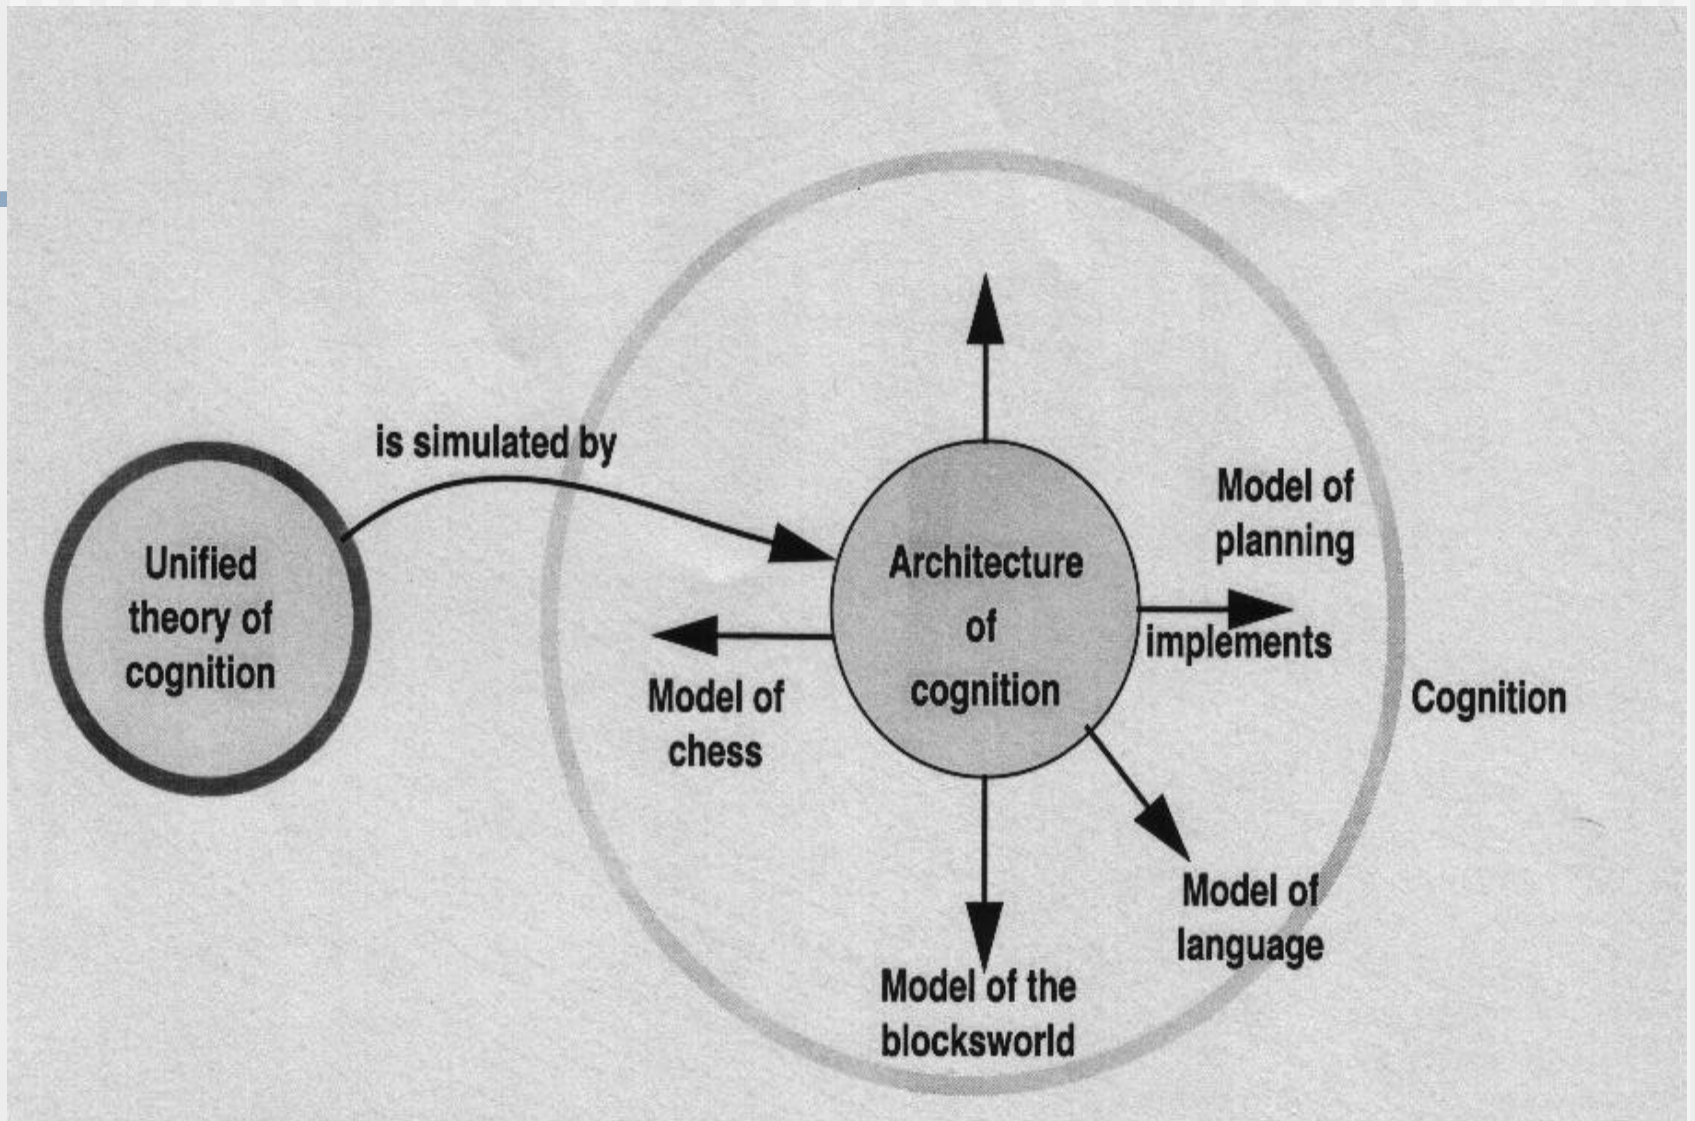 is simulated by
Unified
theory of
cognition
Architecture
of
cognition
Model of
planning
implements
Cognition
Model of
chess
Model of
language
Model of the
blocksworld